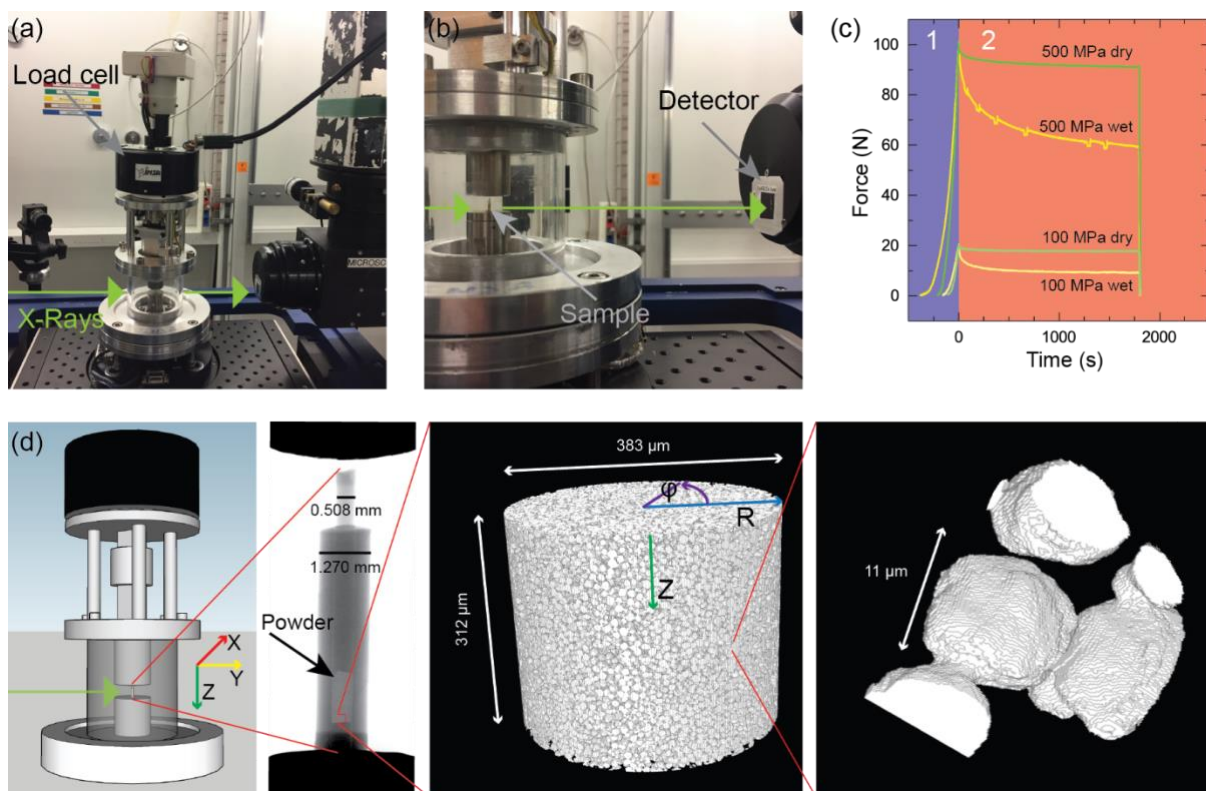 (a)
Load cell
X-Rays
MICROSC
(b)
Detector
Sample
(c)
1
2
Force (N)
100
80
60
40
20
0
500 MPa dry
500 MPa wet
100 MPa dry
100 MPa wet
0
1000
2000
Time (s)
(d)
X
Y
Z
0.508 mm
1.270 mm
Powder
383 µm
φ
R
Z
312 µm
11 µm